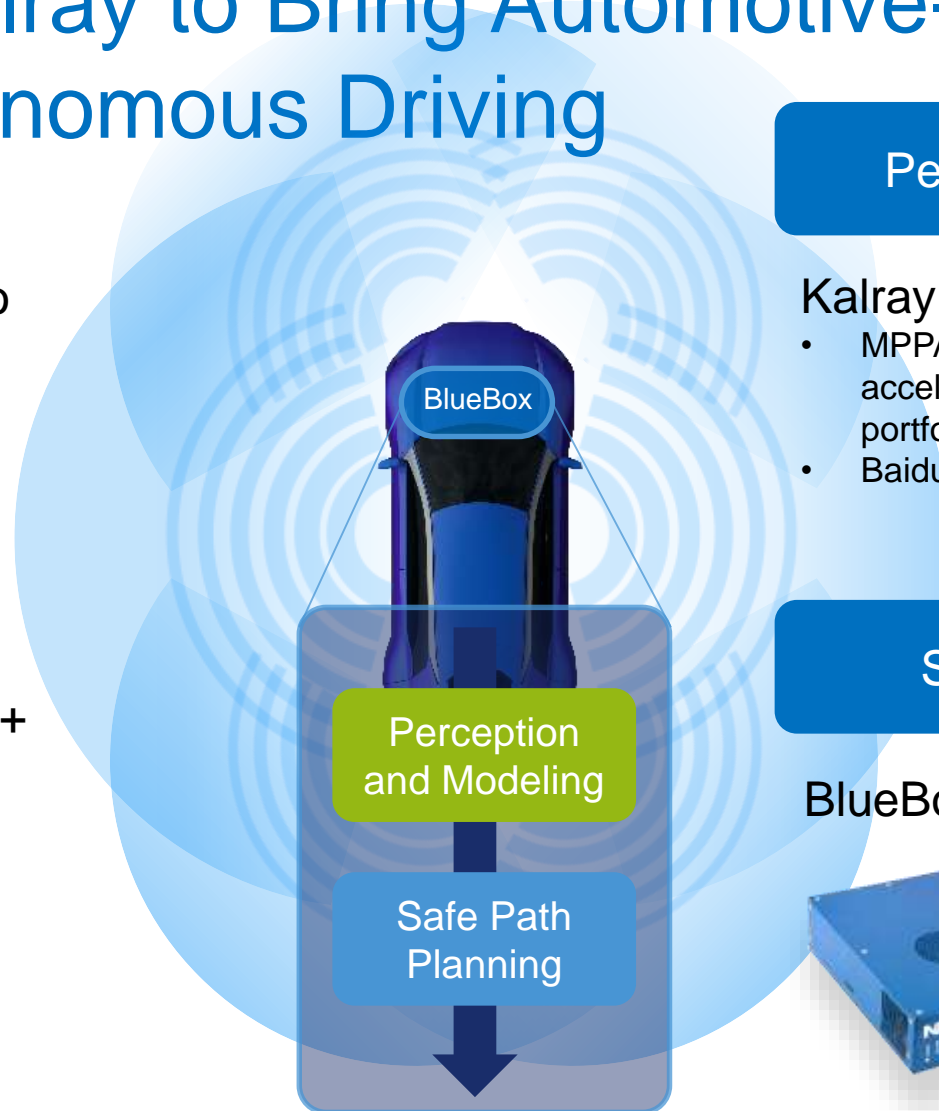 lray to Bring Automotive-
nomous Driving
Pe
o
Kalray
• MPPA
accel
portfo
• Baidu
BlueBox
S
+
Perception
and Modeling
BlueBo
Safe Path
Planning
N